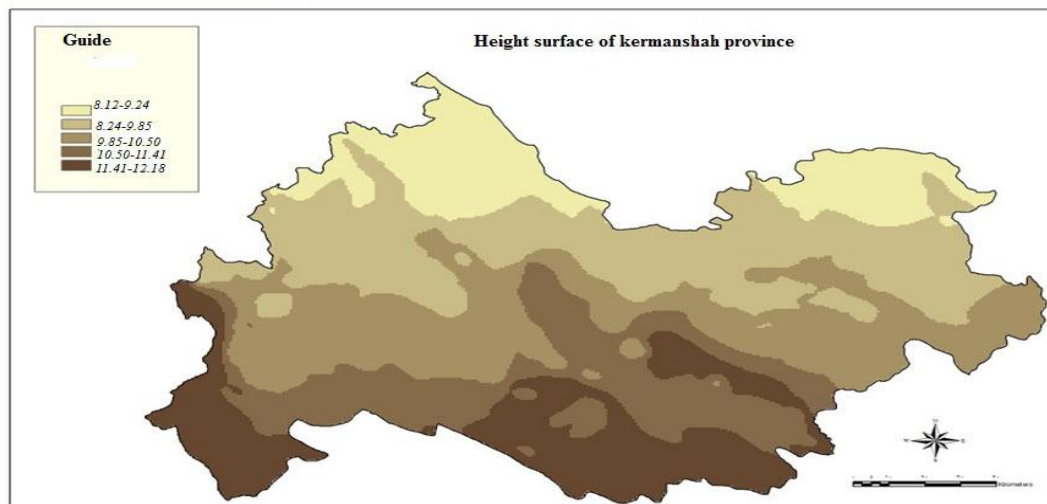 Guide
Height surface of kermanshah province
8.12-9.24
8.24-9.85
9.85-10.50
10.50-11.41
11.41-12.18
N
W
E
S
Kilometers